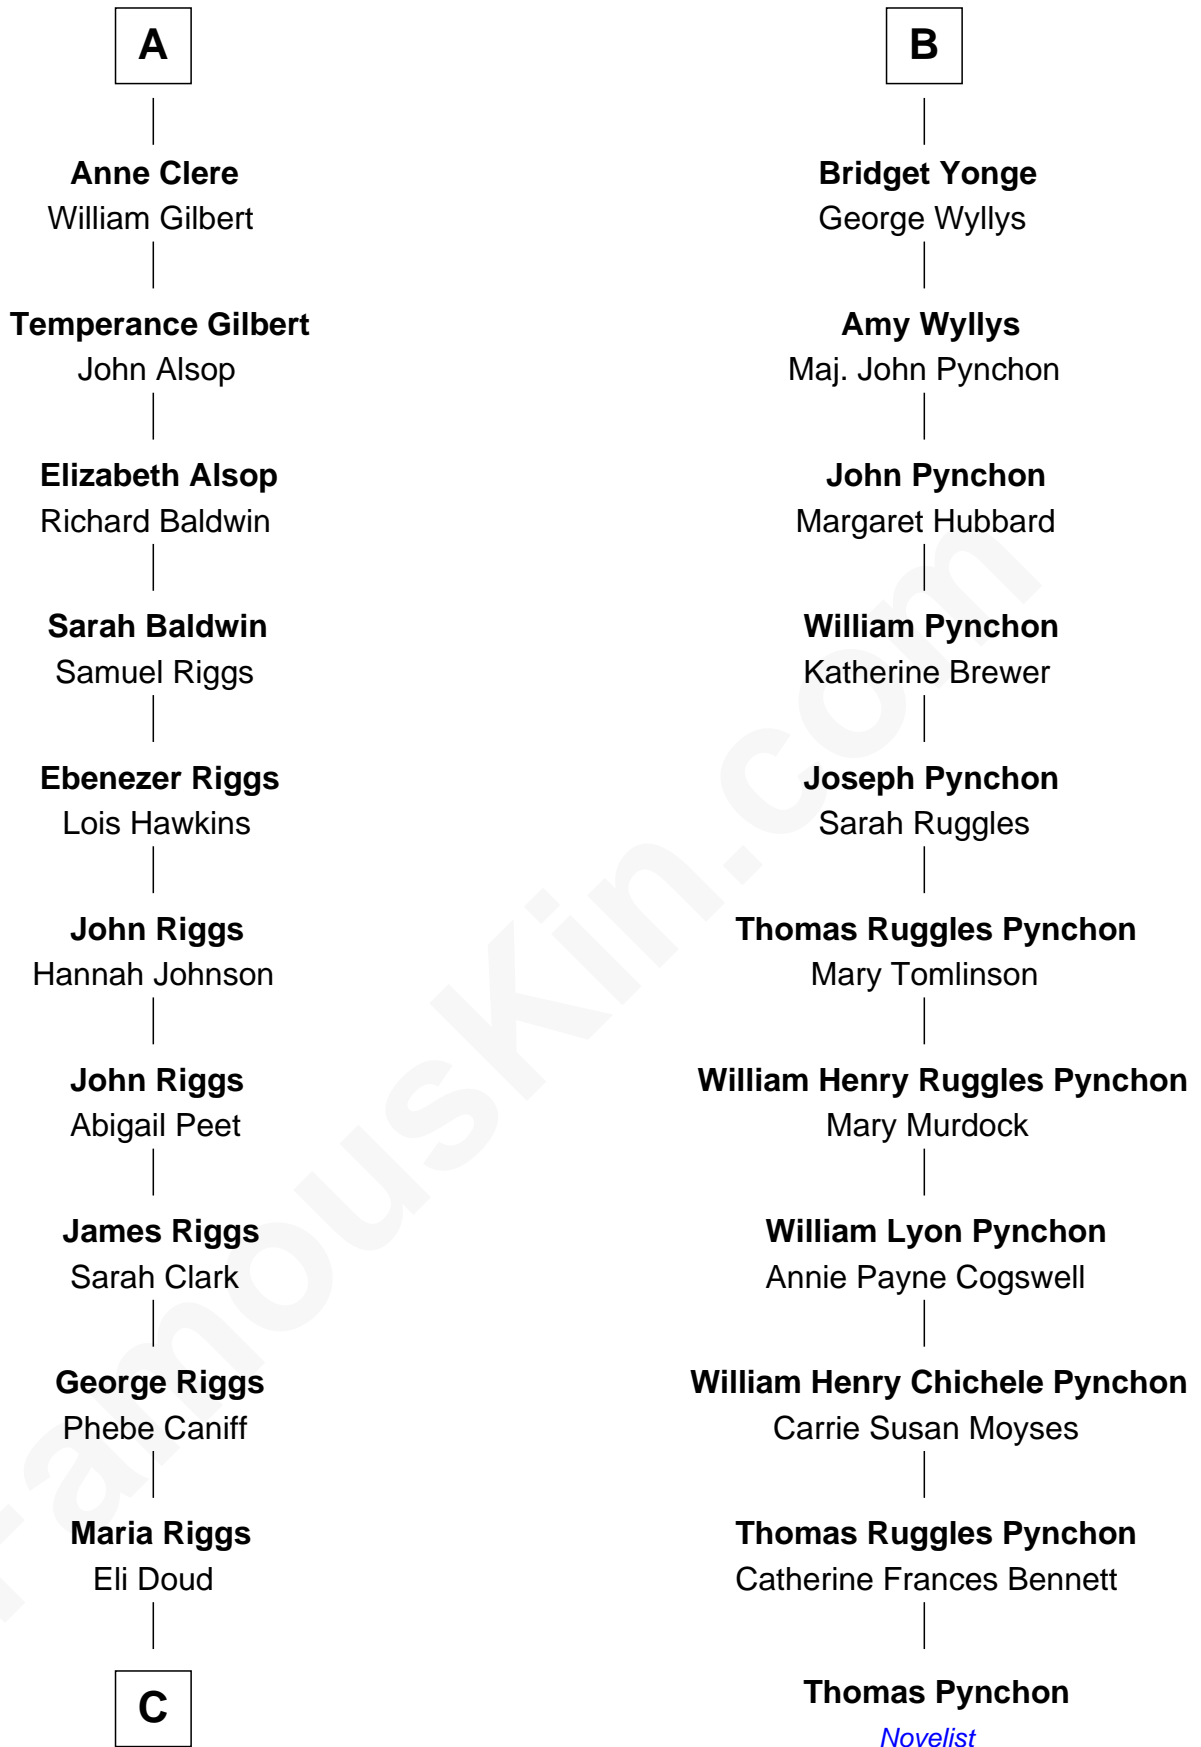 A
Anne Clere
William Gilbert
Temperance Gilbert
John Alsop
Elizabeth Alsop
Richard Baldwin
Sarah Baldwin
Samuel Riggs
Ebenezer Riggs
Lois Hawkins
John Riggs
Hannah Johnson
John Riggs
Abigail Peet
James Riggs
Sarah Clark
George Riggs
Phebe Caniff
Maria Riggs
Eli Doud
C
B
Bridget Yonge
George Wyllys
Amy Wyllys
Maj. John Pynchon
John Pynchon
Margaret Hubbard
William Pynchon
Katherine Brewer
Joseph Pynchon
Sarah Ruggles
Thomas Ruggles Pynchon
Mary Tomlinson
William Henry Ruggles Pynchon
Mary Murdock
William Lyon Pynchon
Annie Payne Cogswell
William Henry Chichele Pynchon
Carrie Susan Moyses
Thomas Ruggles Pynchon
Catherine Frances Bennett
Thomas Pynchon
Novelist
FamousKin.com